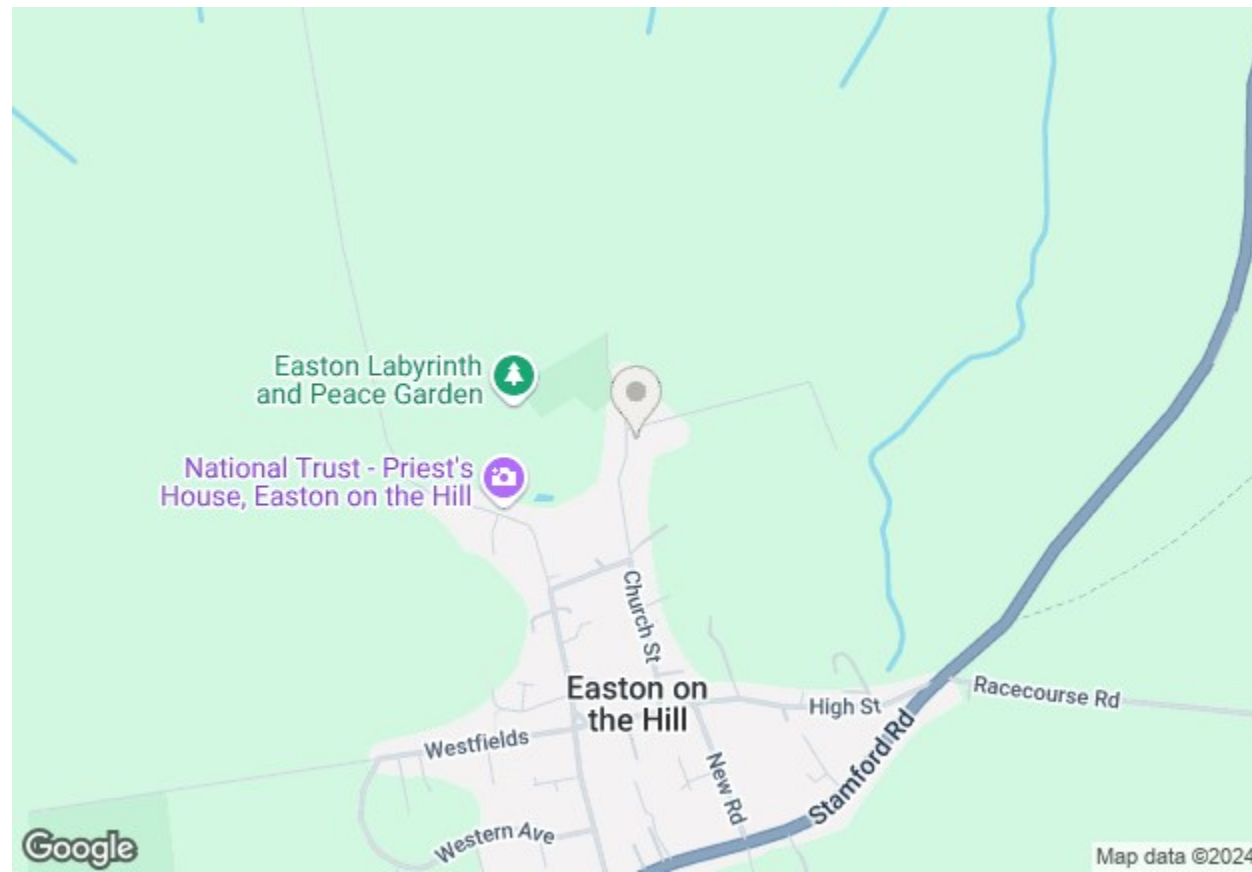 Easton Labyrinth
and Peace Garden
National Trust - Priest's
House, Easton on the Hill
Church St
Easton on
the Hill
High St
Racecourse Rd
Westfields
New Rd
Stamford Rd
Western Ave
Google
Map data ©2024